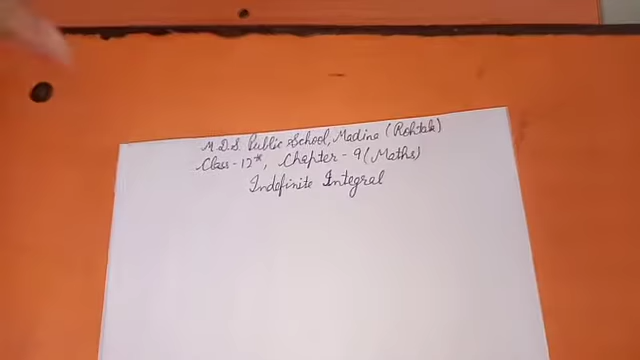 M.D.S. Public School, Madina (Rohtak)
Class-12th, Chapter-9 (Maths)
Indefinite Integral